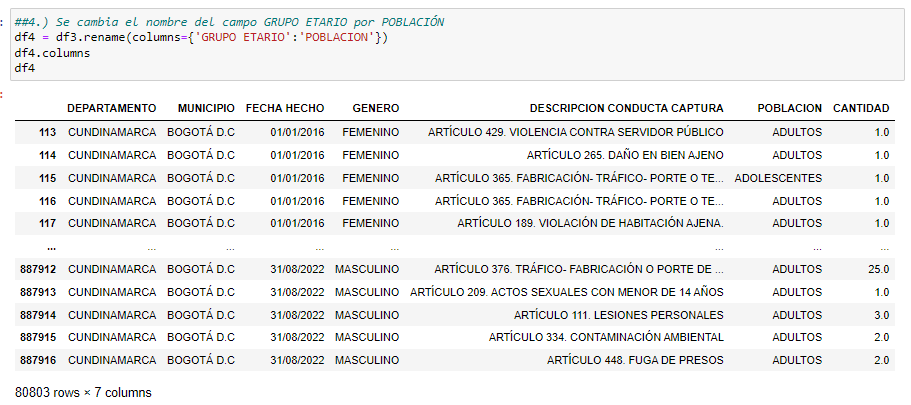 ##4.) Se cambia el nombre del campo GRUPO ETARIO por POBLACIÓN
df4 = df3.rename(columns={'GRUPO ETARIO':'POBLACION'})
df4.columns
df4
DEPARTAMENTO MUNICIPIO FECHA HECHO GENERO DESCRIPCION CONDUCTA CAPTURA POBLACION CANTIDAD
113 CUNDINAMARCA BOGOTÁ D.C 01/01/2016 FEMENINO ARTÍCULO 429. VIOLENCIA CONTRA SERVIDOR PÚBLICO ADULTOS 1.0
114 CUNDINAMARCA BOGOTÁ D.C 01/01/2016 FEMENINO ARTÍCULO 265. DAÑO EN BIEN AJENO ADULTOS 1.0
115 CUNDINAMARCA BOGOTÁ D.C 01/01/2016 FEMENINO ARTÍCULO 365. FABRICACIÓN- TRÁFICO- PORTE O TE... ADOLESCENTES 1.0
116 CUNDINAMARCA BOGOTÁ D.C 01/01/2016 FEMENINO ARTÍCULO 365. FABRICACIÓN- TRÁFICO- PORTE O TE... ADULTOS 1.0
117 CUNDINAMARCA BOGOTÁ D.C 01/01/2016 FEMENINO ARTÍCULO 189. VIOLACIÓN DE HABITACIÓN AJENA. ADULTOS 1.0
... ... ... ... ... ... ... ...
887912 CUNDINAMARCA BOGOTÁ D.C 31/08/2022 MASCULINO ARTÍCULO 376. TRÁFICO- FABRICACIÓN O PORTE DE ... ADULTOS 25.0
887913 CUNDINAMARCA BOGOTÁ D.C 31/08/2022 MASCULINO ARTÍCULO 209. ACTOS SEXUALES CON MENOR DE 14 AÑOS ADULTOS 1.0
887914 CUNDINAMARCA BOGOTÁ D.C 31/08/2022 MASCULINO ARTÍCULO 111. LESIONES PERSONALES ADULTOS 3.0
887915 CUNDINAMARCA BOGOTÁ D.C 31/08/2022 MASCULINO ARTÍCULO 334. CONTAMINACIÓN AMBIENTAL ADULTOS 2.0
887916 CUNDINAMARCA BOGOTÁ D.C 31/08/2022 MASCULINO ARTÍCULO 448. FUGA DE PRESOS ADULTOS 2.0
80803 rows × 7 columns